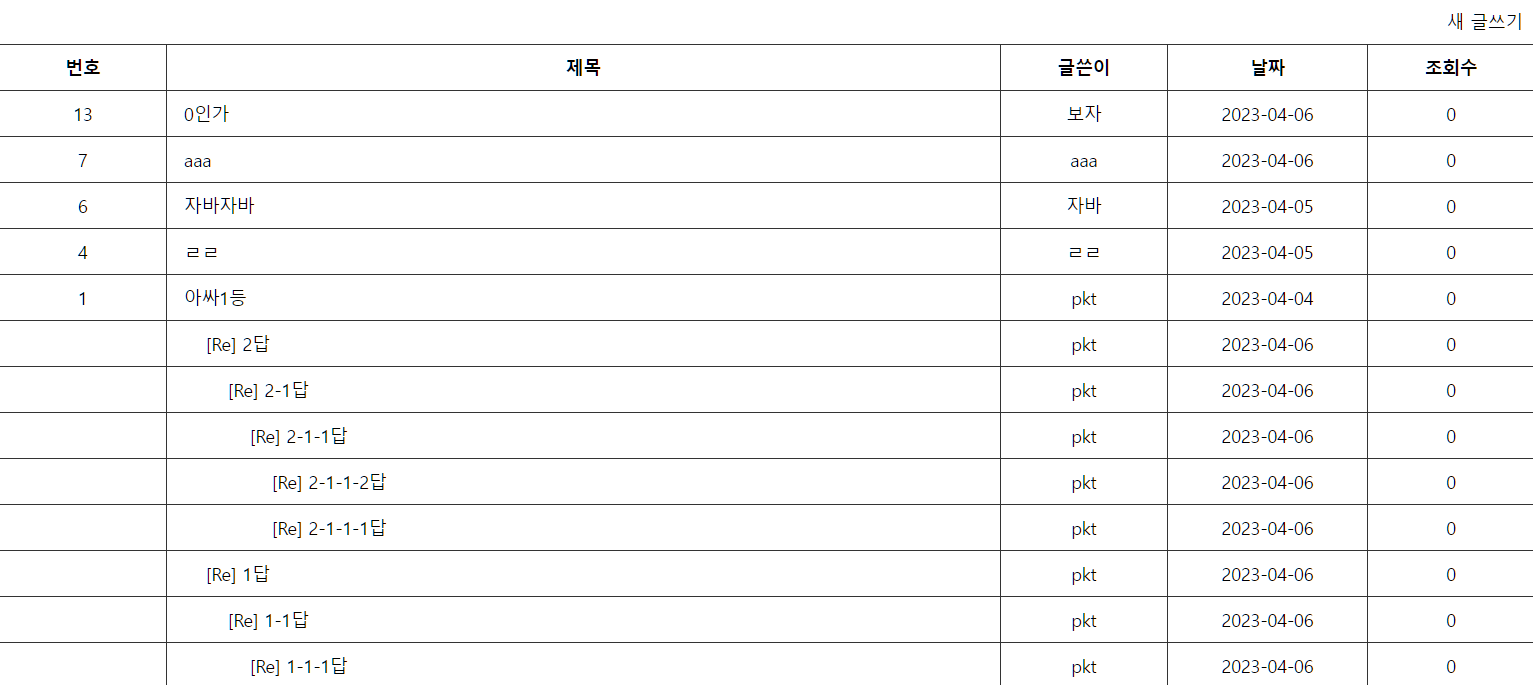 새 글쓰기
번호 제목 글쓴이 날짜 조회수
13 0인가 보자 2023-04-06 0
7 aaa aaa 2023-04-06 0
6 자바자바 자바 2023-04-05 0
4 ㄹㄹ ㄹㄹ 2023-04-05 0
1 아싸1등 pkt 2023-04-04 0
[Re] 2답 pkt 2023-04-06 0
[Re] 2-1답 pkt 2023-04-06 0
[Re] 2-1-1답 pkt 2023-04-06 0
[Re] 2-1-1-2답 pkt 2023-04-06 0
[Re] 2-1-1-1답 pkt 2023-04-06 0
[Re] 1답 pkt 2023-04-06 0
[Re] 1-1답 pkt 2023-04-06 0
[Re] 1-1-1답 pkt 2023-04-06 0